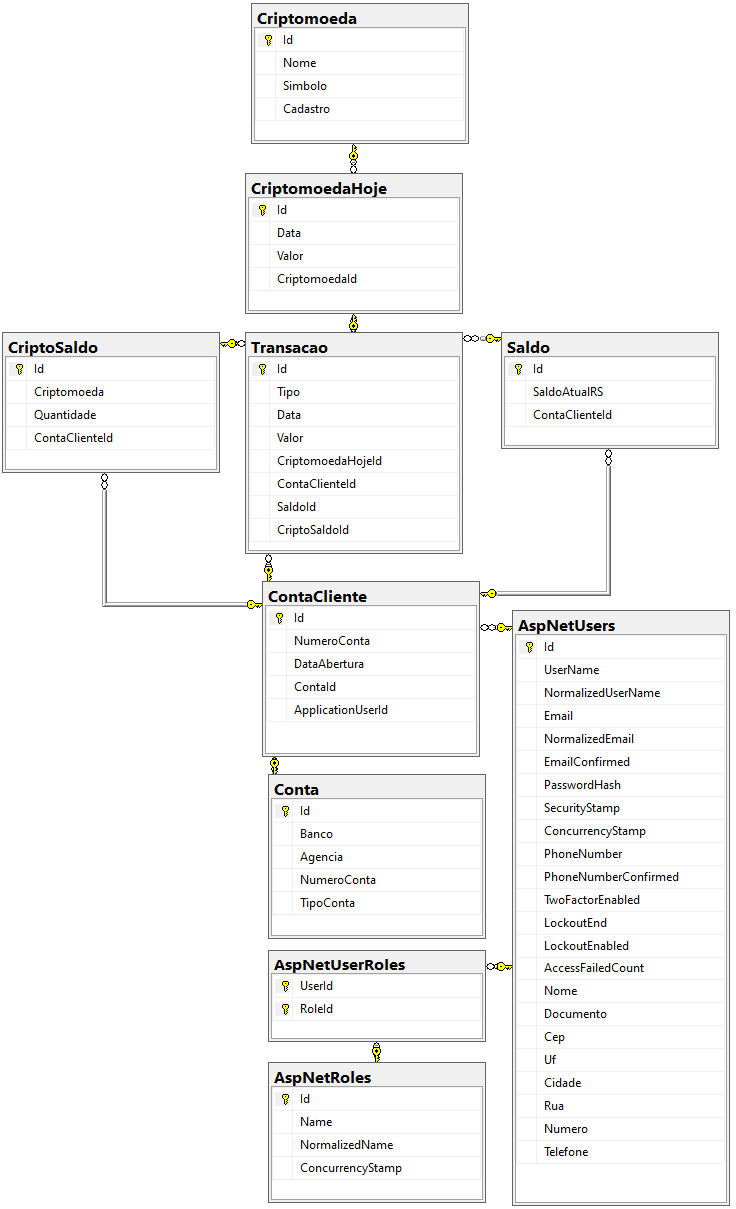 Criptomoeda
Id
Nome
Simbolo
Cadastro
CriptomoedaHoje
Id
Data
Valor
CriptomoedaId
CriptoSaldo
Id
Criptomoeda
Quantidade
ContaClienteId
Transacao
Id
Tipo
Data
Valor
CriptomoedaHojeId
ContaClienteId
SaldoId
CriptoSaldoId
Saldo
Id
SaldoAtualRS
ContaClienteId
ContaCliente
Id
NumeroConta
DataAbertura
ContaId
ApplicationUserId
AspNetUsers
Id
UserName
NormalizedUserName
Email
NormalizedEmail
EmailConfirmed
PasswordHash
SecurityStamp
ConcurrencyStamp
PhoneNumber
PhoneNumberConfirmed
TwoFactorEnabled
LockoutEnd
LockoutEnabled
AccessFailedCount
Nome
Documento
Cep
Uf
Cidade
Rua
Numero
Telefone
Conta
Id
Banco
Agencia
NumeroConta
TipoConta
AspNetUserRoles
UserId
RoleId
AspNetRoles
Id
Name
NormalizedName
ConcurrencyStamp